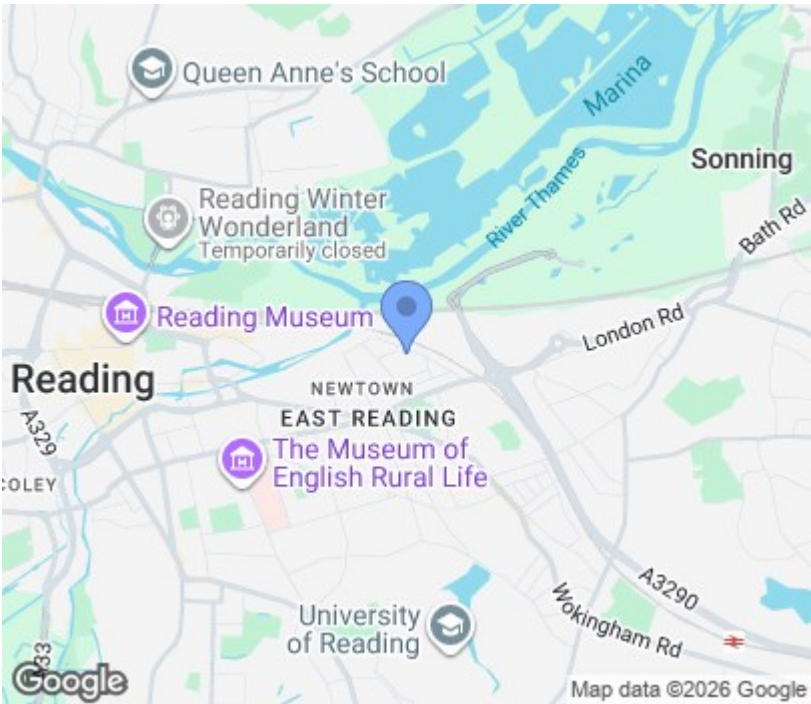 Queen Anne's School
Marina
Sonning
Reading Winter
Wonderland
Temporarily closed
River Thames
Bath Rd
Reading Museum
London Rd
Reading
NEWTOWN
EAST READING
A329
The Museum of
English Rural Life
COLEY
A3290
University
of Reading
Wokingham Rd
A33
Google
Map data ©2026 Google